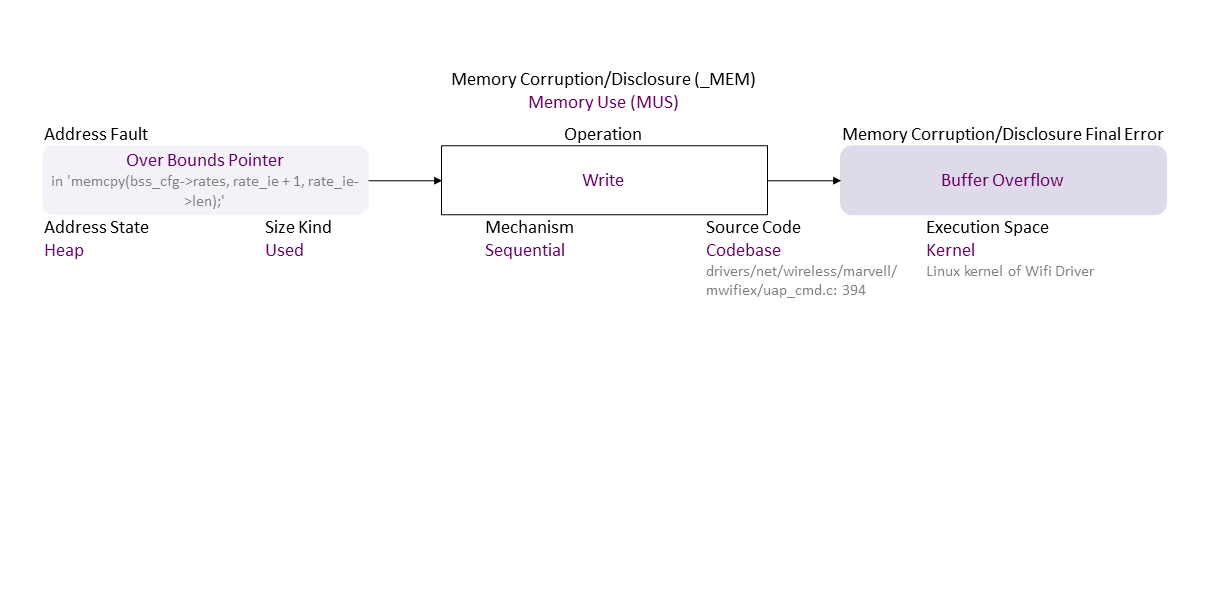 Memory Corruption/Disclosure (_MEM)
Memory Use (MUS)
Address Fault
Operation
Memory Corruption/Disclosure Final Error
Over Bounds Pointer
in 'memcpy(bss_cfg->rates, rate_ie + 1, rate_ie-
>len);'
Write
Buffer Overflow
Address State
Size Kind
Mechanism
Source Code
Execution Space
Heap
Used
Sequential
Codebase
Kernel
drivers/net/wireless/marvell/
mwifiex/uap_cmd.c: 394
Linux kernel of Wifi Driver